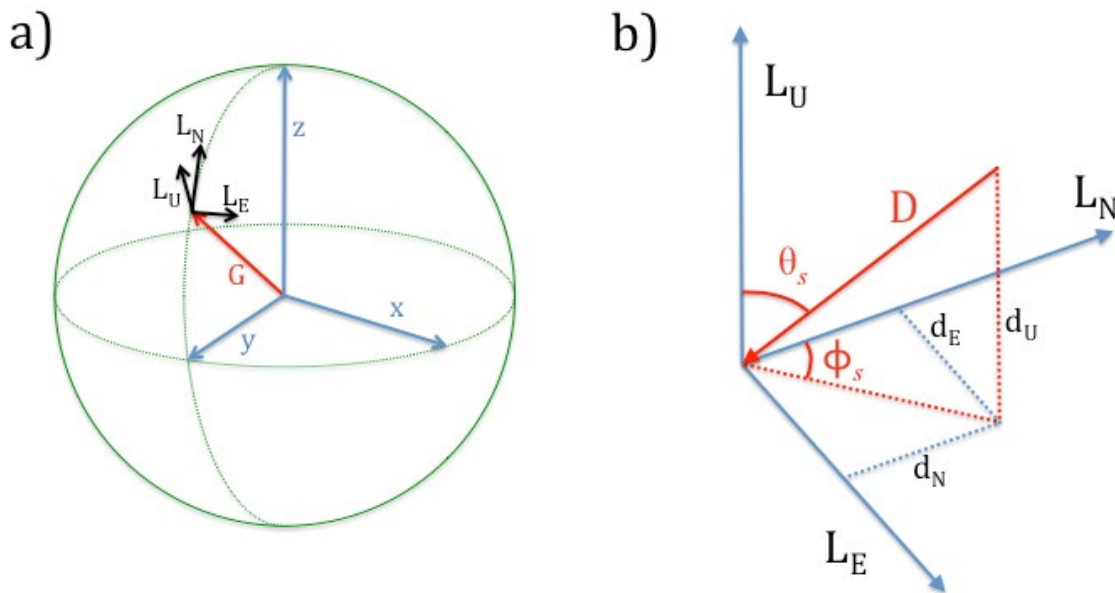 a)
z
L_N
L_U
L_E
G
x
y
b)
L_U
D
L_N
θ_s
d_E
d_U
ϕ_s
d_N
L_E